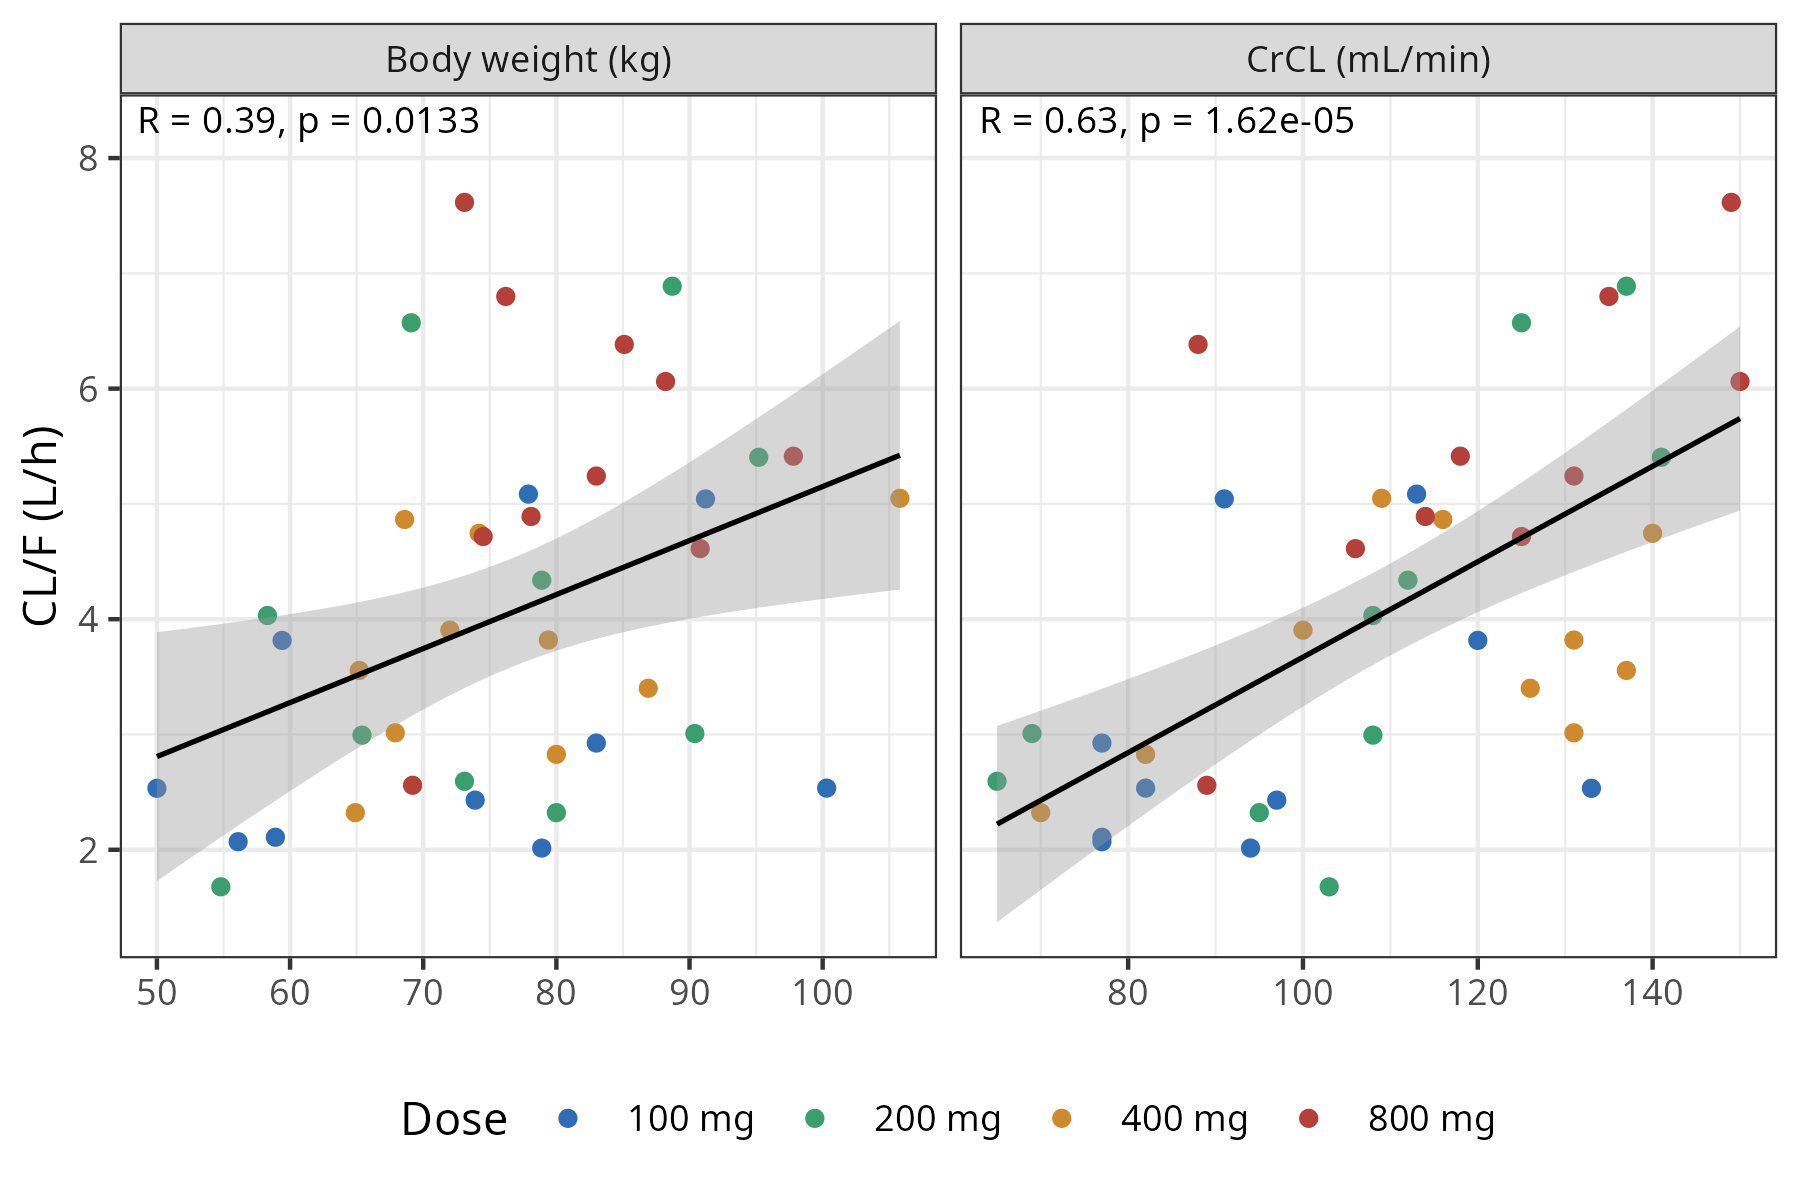 Body weight (kg)
CrCL (mL/min)
R = 0.39, p = 0.0133
R = 0.63, p = 1.62e-05
CL/F (L/h)
8
6
4
2
50 60 70 80 90 100
80 100 120 140
Dose 100 mg 200 mg 400 mg 800 mg